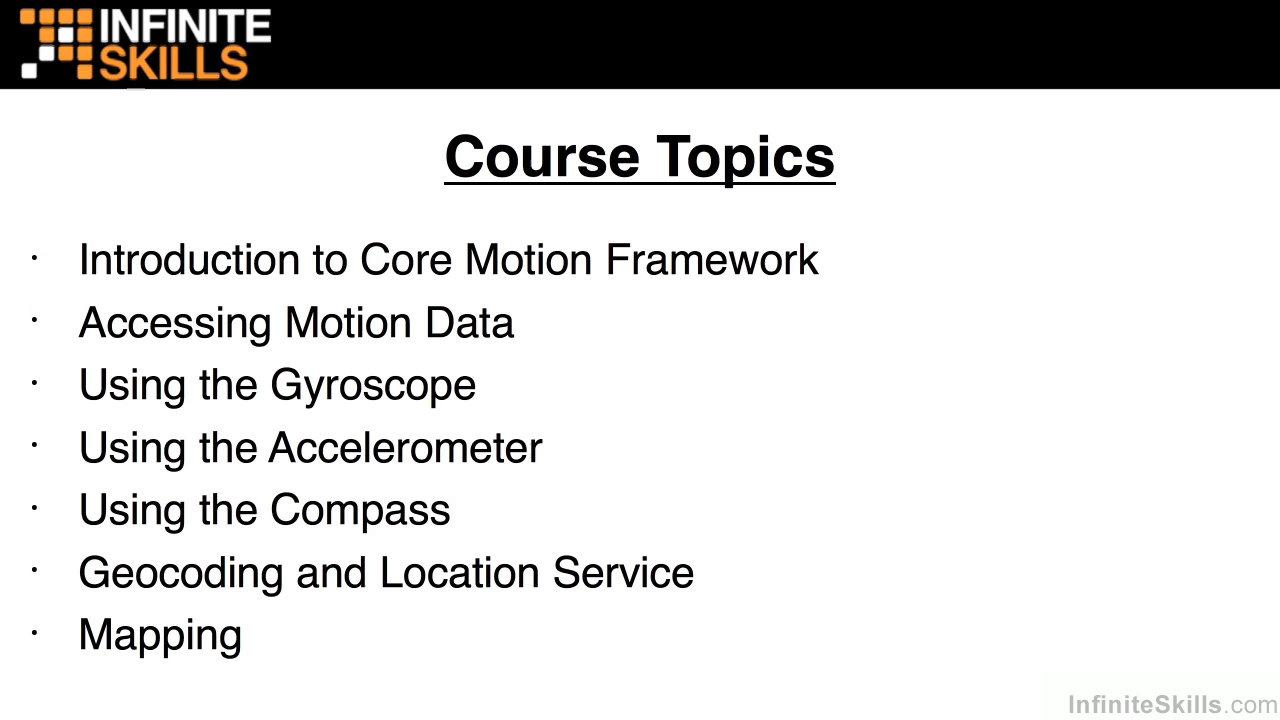 INFINITE
SKILLS
Course Topics
· Introduction to Core Motion Framework
· Accessing Motion Data
· Using the Gyroscope
· Using the Accelerometer
· Using the Compass
· Geocoding and Location Service
· Mapping
InfiniteSkills.com